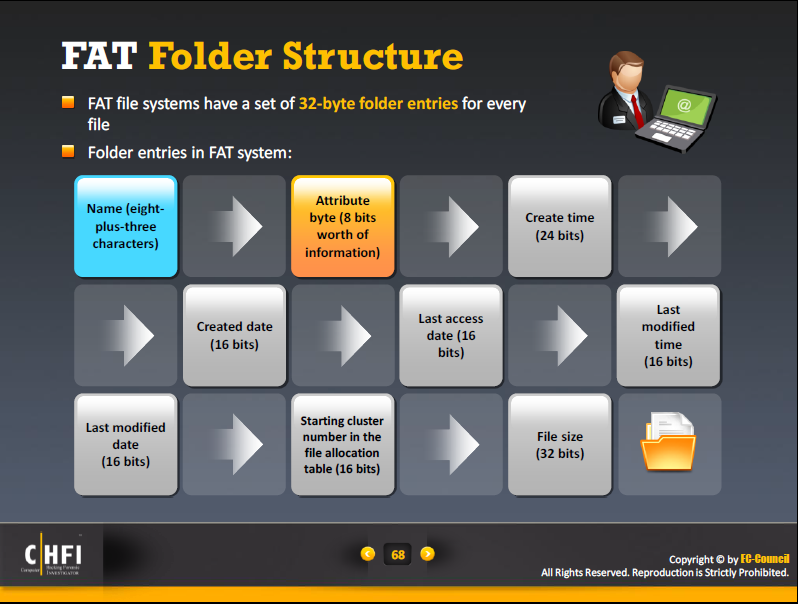 FAT Folder Structure
FAT file systems have a set of 32-byte folder entries for every
file
Folder entries in FAT system:
Name (eight-
plus-three
characters)
Attribute
byte (8 bits
worth of
information)
Create time
(24 bits)
Created date
(16 bits)
Last access
date (16
bits)
Last
modified
time
(16 bits)
Last modified
date
(16 bits)
Starting cluster
number in the
file allocation
table (16 bits)
File size
(32 bits)
@
CHFI
Computer Hacking Forensic
INVESTIGATOR
68
Copyright © by EC-Council
All Rights Reserved. Reproduction is Strictly Prohibited.